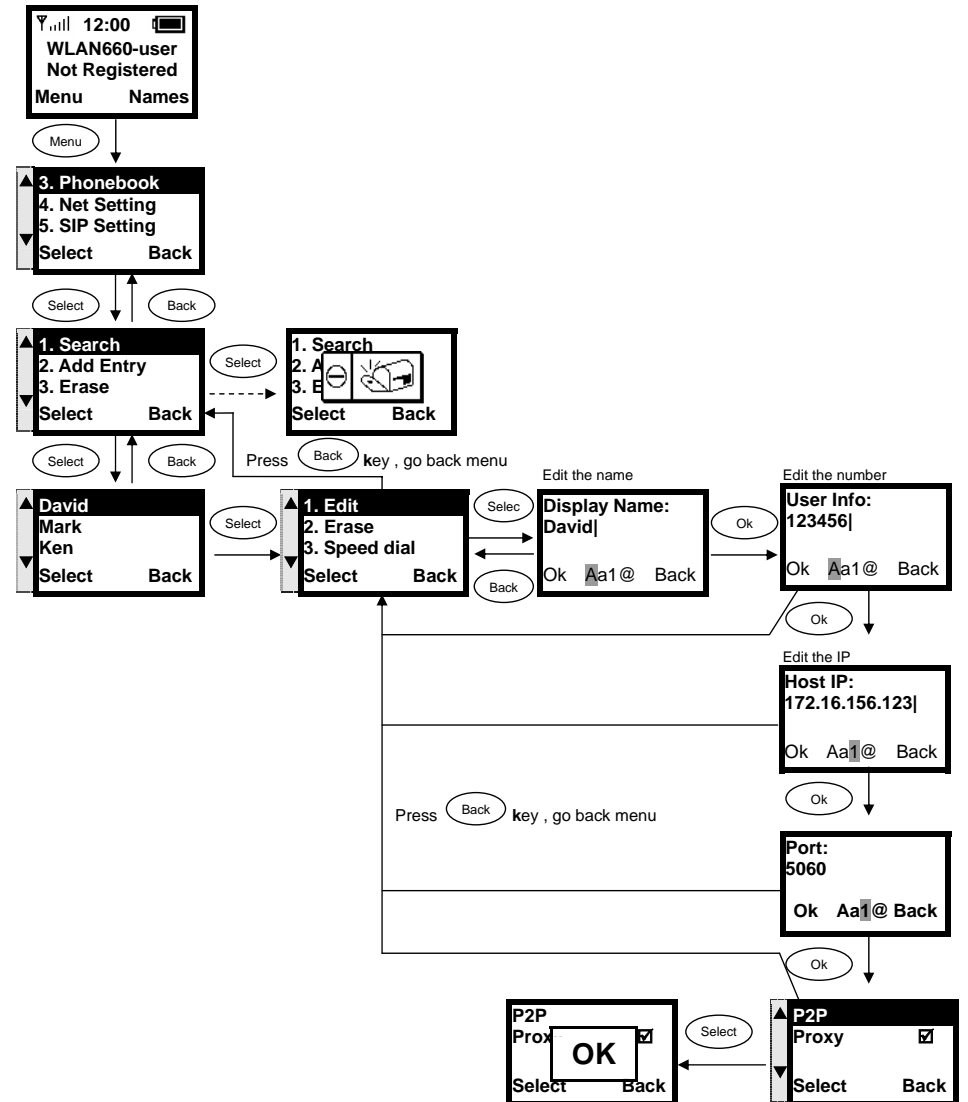 12:00
WLAN660-user
Not Registered
Menu Names
Menu
3. Phonebook
4. Net Setting
5. SIP Setting
Select Back
Select Back
1. Search
2. Add Entry
3. Erase
Select Back
Select
1. Search
2. A
3. E
Select Back
Select Back
Press Back key , go back menu
David
Mark
Ken
Select Back
Select
1. Edit
2. Erase
3. Speed dial
Select Back
Selec
Back
Edit the name
Display Name:
David|
Ok Aa1@ Back
Ok
Edit the number
User Info:
123456|
Ok Aa1@ Back
Ok
Edit the IP
Host IP:
172.16.156.123|
Ok Aa1@ Back
Ok
Press Back key , go back menu
Port:
5060
Ok Aa1@ Back
Ok
P2P
Proxy ☑
Select Back
Select
P2P
Prox ☑
OK
Select Back